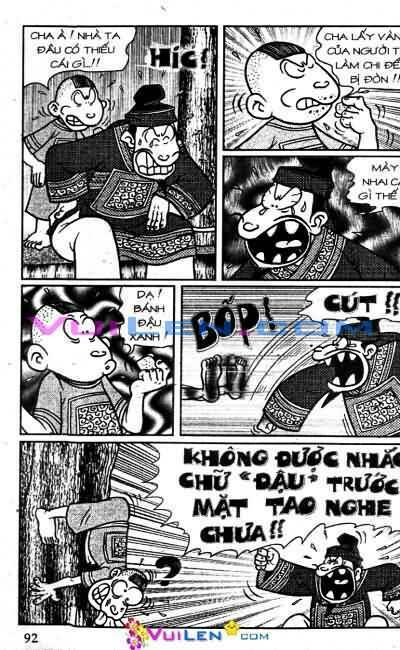 CHA À! NHÀ TA
ĐÂU CÓ THIẾU
CÁI GÌ...!!
HÍC!
CHA LẤY VÀN
CỦA NGƯỜI T
LÀM CHI ĐỂ
BỊ ĐÒN!!
MÀY
NHAI CÁ
GÌ THẾ
DẠ!
BÁNH
ĐẬU
XANH!
BỐP!
CÚT!!
VUILEN.COM
KHÔNG ĐƯỢC NHẮC
CHỮ "ĐẬU" TRƯỚC
MẶT TAO NGHE
CHƯA!!
?
92
VUILEN.COM